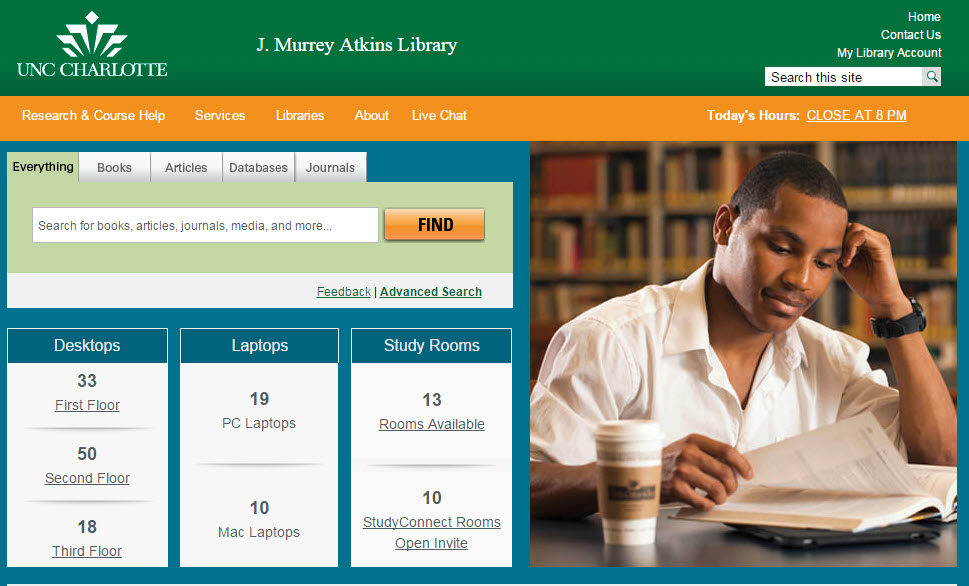 UNC CHARLOTTE
J. Murrey Atkins Library
Home
Contact Us
My Library Account
Search this site
Research & Course Help Services Libraries About Live Chat
Today's Hours: CLOSE AT 8 PM
Everything Books Articles Databases Journals
Search for books, articles, journals, media, and more...
FIND
Feedback | Advanced Search
Desktops
33
First Floor
50
Second Floor
18
Third Floor
Laptops
19
PC Laptops
10
Mac Laptops
Study Rooms
13
Rooms Available
10
StudyConnect Rooms
Open Invite